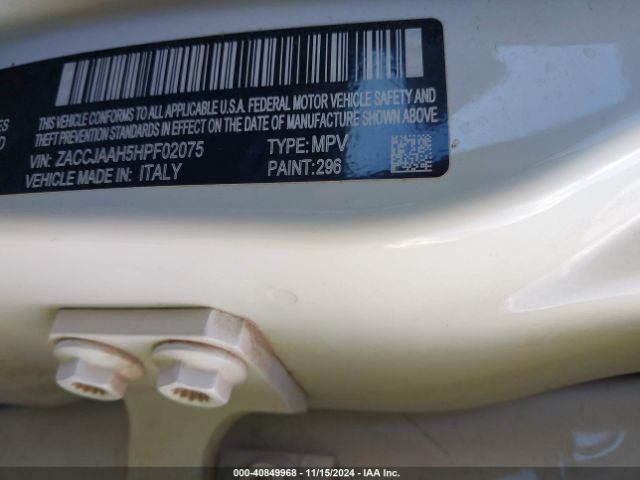 THIS VEHICLE CONFORMS TO ALL APPLICABLE U.S.A. FEDERAL MOTOR VEHICLE SAFETY AND
THEFT PREVENTION STANDARDS IN EFFECT ON THE DATE OF MANUFACTURE SHOWN ABOVE.
VIN: ZACCJAAH5HPF02075 TYPE: MPV
VEHICLE MADE IN: ITALY PAINT:296
000-40849968 - 11/15/2024 - IAA Inc.